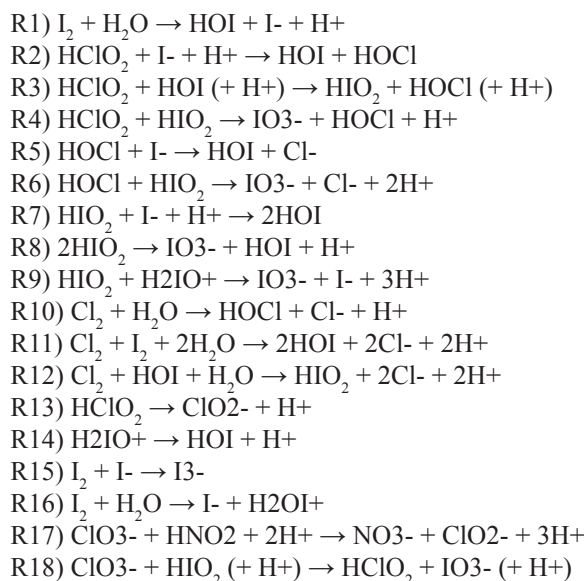 R1) I₂ + H₂O → HOI + I- + H+
R2) HClO₂ + I- + H+ → HOI + HOCl
R3) HClO₂ + HOI (+ H+) → HIO₂ + HOCl (+ H+)
R4) HClO₂ + HIO₂ → IO3- + HOCl + H+
R5) HOCl + I- → HOI + Cl-
R6) HOCl + HIO₂ → IO3- + Cl- + 2H+
R7) HIO₂ + I- + H+ → 2HOI
R8) 2HIO₂ → IO3- + HOI + H+
R9) HIO₂ + H2IO+ → IO3- + I- + 3H+
R10) Cl₂ + H₂O → HOCl + Cl- + H+
R11) Cl₂ + I₂ + 2H₂O → 2HOI + 2Cl- + 2H+
R12) Cl₂ + HOI + H₂O → HIO₂ + 2Cl- + 2H+
R13) HClO₂ → ClO2- + H+
R14) H2IO+ → HOI + H+
R15) I₂ + I- → I3-
R16) I₂ + H₂O → I- + H2OI+
R17) ClO3- + HNO2 + 2H+ → NO3- + ClO2- + 3H+
R18) ClO3- + HIO₂ (+ H+) → HClO₂ + IO3- (+ H+)